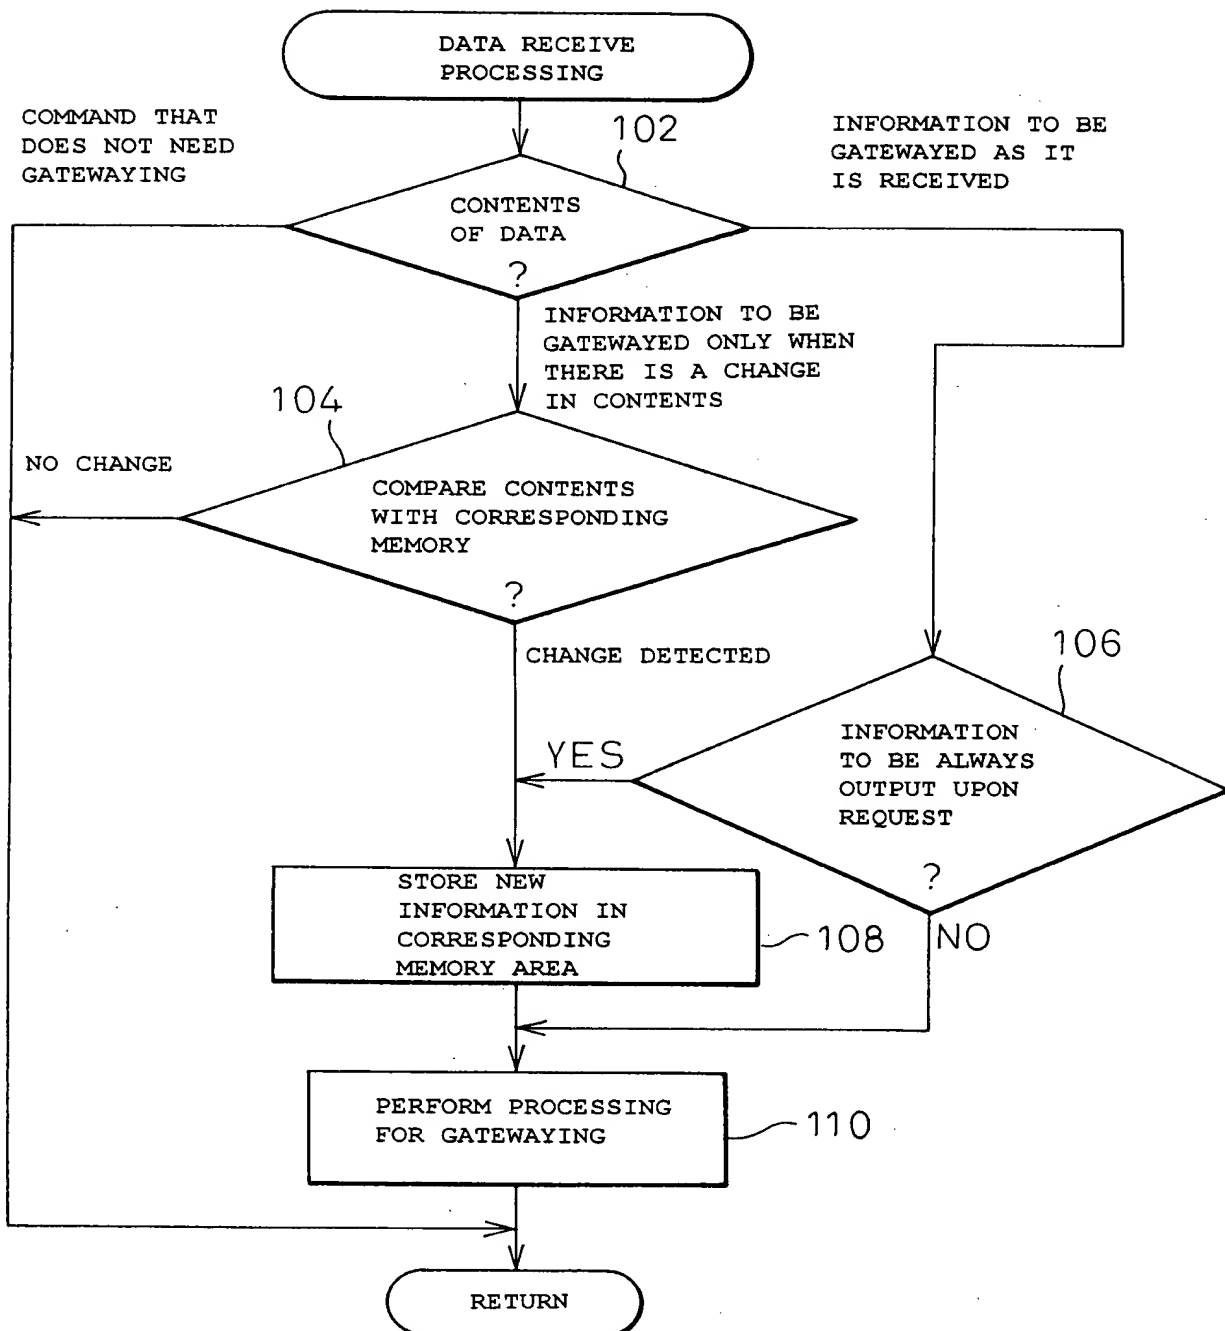 DATA RECEIVE
PROCESSING
COMMAND THAT
DOES NOT NEED
GATEWAYING
102
INFORMATION TO BE
GATEWAYED AS IT
IS RECEIVED
CONTENTS
OF DATA
?
INFORMATION TO BE
GATEWAYED ONLY WHEN
THERE IS A CHANGE
IN CONTENTS
104
NO CHANGE
COMPARE CONTENTS
WITH CORRESPONDING
MEMORY
?
CHANGE DETECTED
106
INFORMATION
TO BE ALWAYS
OUTPUT UPON
REQUEST
?
YES
NO
STORE NEW
INFORMATION IN
CORRESPONDING
MEMORY AREA
108
PERFORM PROCESSING
FOR GATEWAYING
110
RETURN